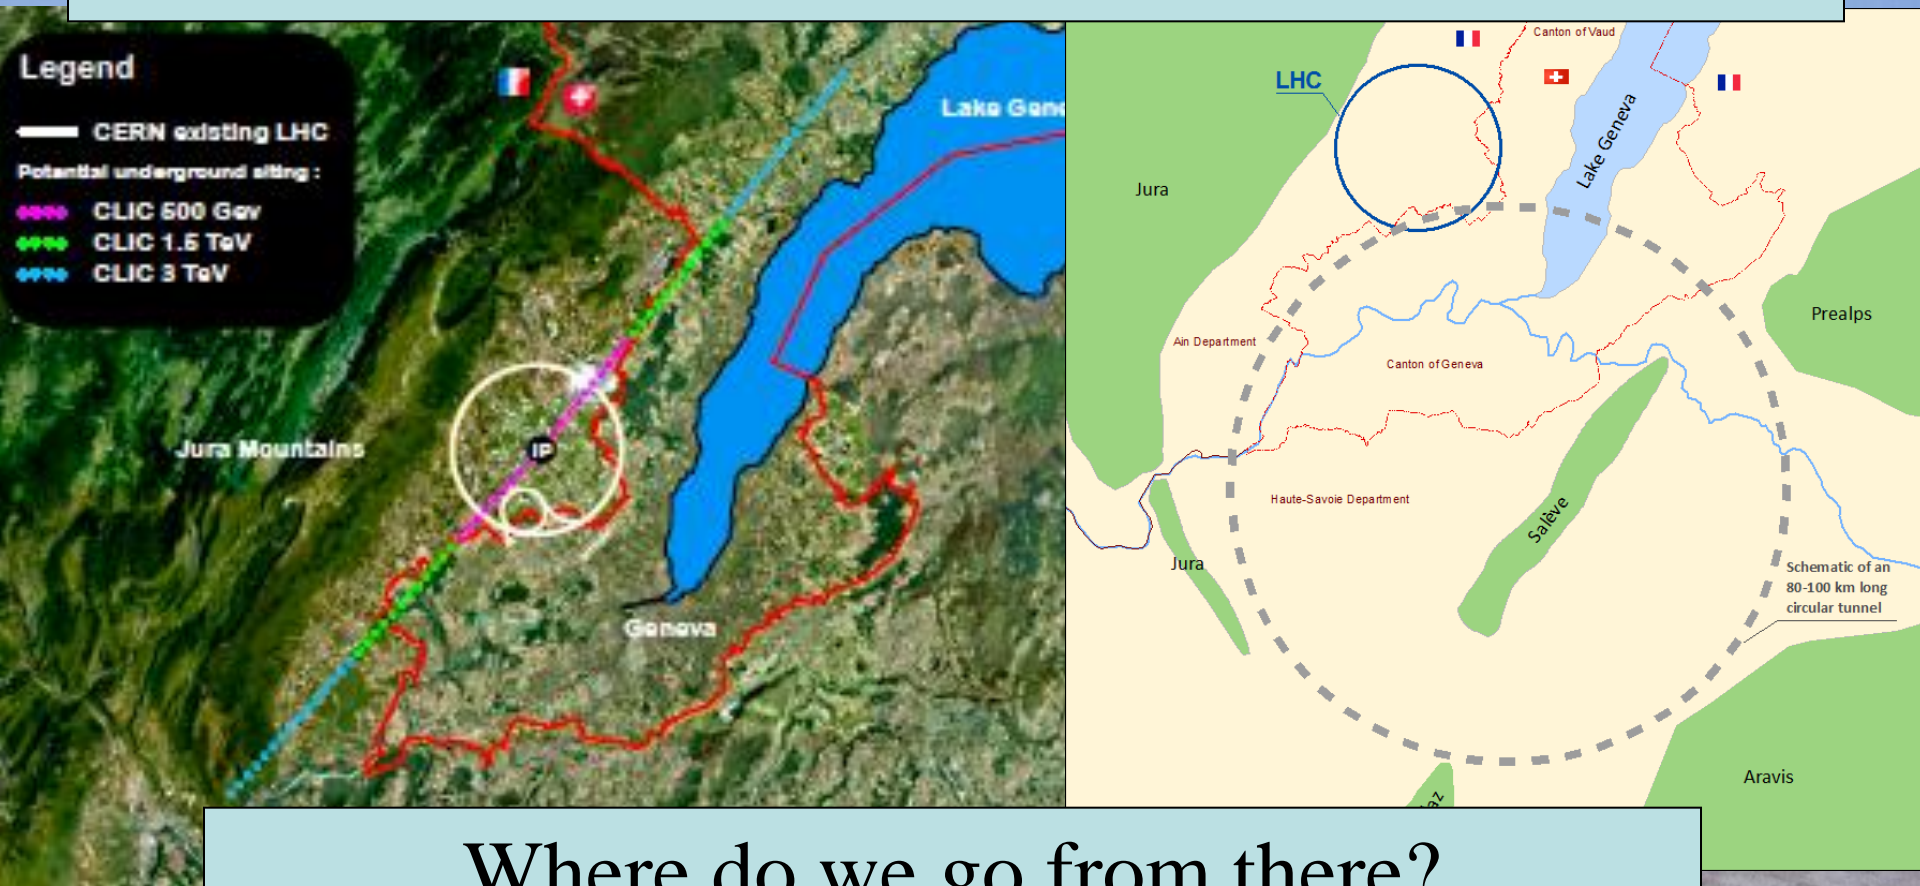 Legend
CERN existing LHC
Potential underground siting :
CLIC 500 Gev
CLIC 1.5 TeV
CLIC 3 TeV
Lake Gene
Jura Mountains
IP
Geneva
Canton of Vaud
LHC
Lake Geneva
Jura
Prealps
Ain Department
Canton of Geneva
Haute-Savoie Department
Salève
Jura
Schematic of an
80-100 km long
circular tunnel
Aravis
az
Where do we go from there?